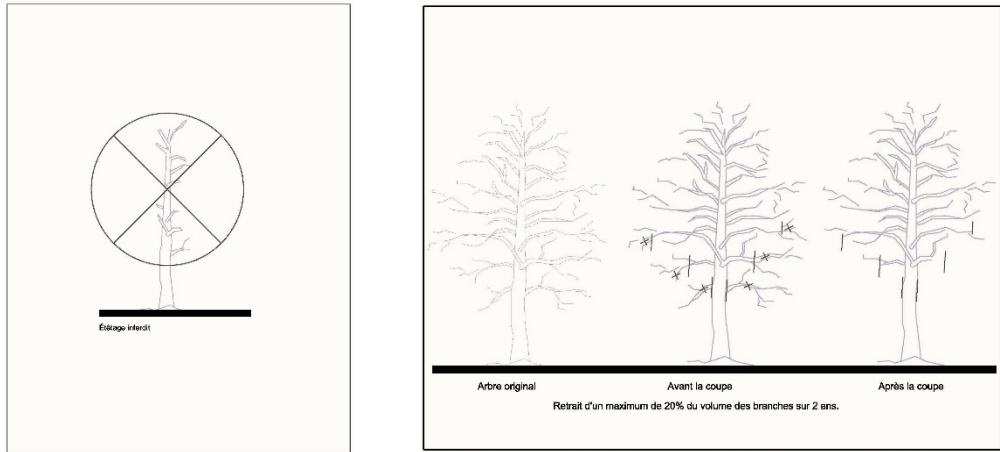 Étêtage interdit
Arbre original
Avant la coupe
Après la coupe
Retrait d'un maximum de 20% du volume des branches sur 2 ans.